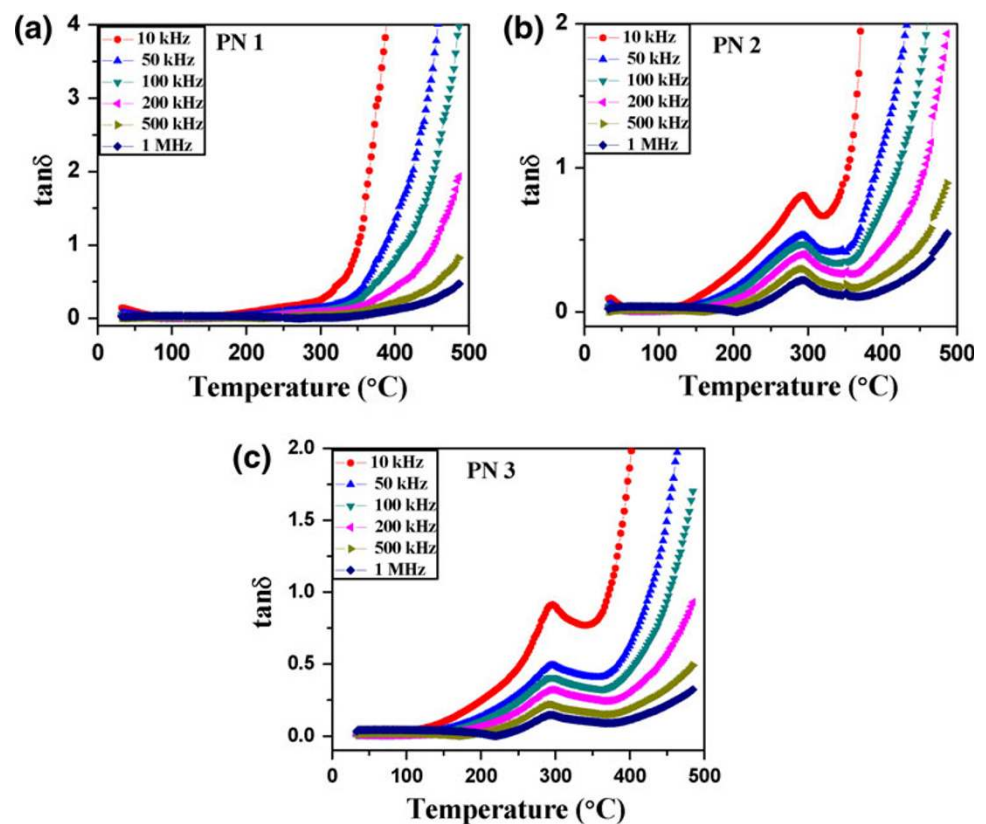 (a)
PN 1
10 kHz
50 kHz
100 kHz
200 kHz
500 kHz
1 MHz
tanδ
4
3
2
1
0
0 100 200 300 400 500
Temperature (°C)
(b)
PN 2
10 kHz
50 kHz
100 kHz
200 kHz
500 kHz
1 MHz
tanδ
2
1
0
0 100 200 300 400 500
Temperature (°C)
(c)
PN 3
10 kHz
50 kHz
100 kHz
200 kHz
500 kHz
1 MHz
tanδ
2.0
1.5
1.0
0.5
0.0
0 100 200 300 400 500
Temperature (°C)